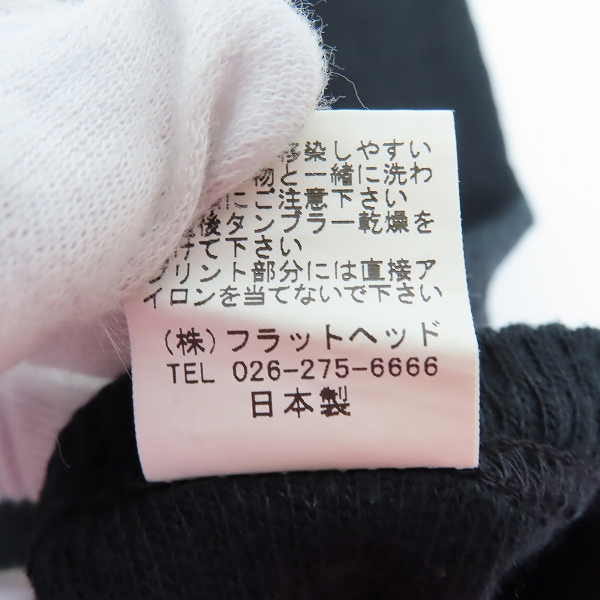 移染しやすい
物と一緒に洗わ
にご注意下さい
後タンブラー乾燥を
けて下さい
プリント部分には直接ア
イロンを当てないで下さい
(株)フラットヘッド
TEL 026-275-6666
日本製